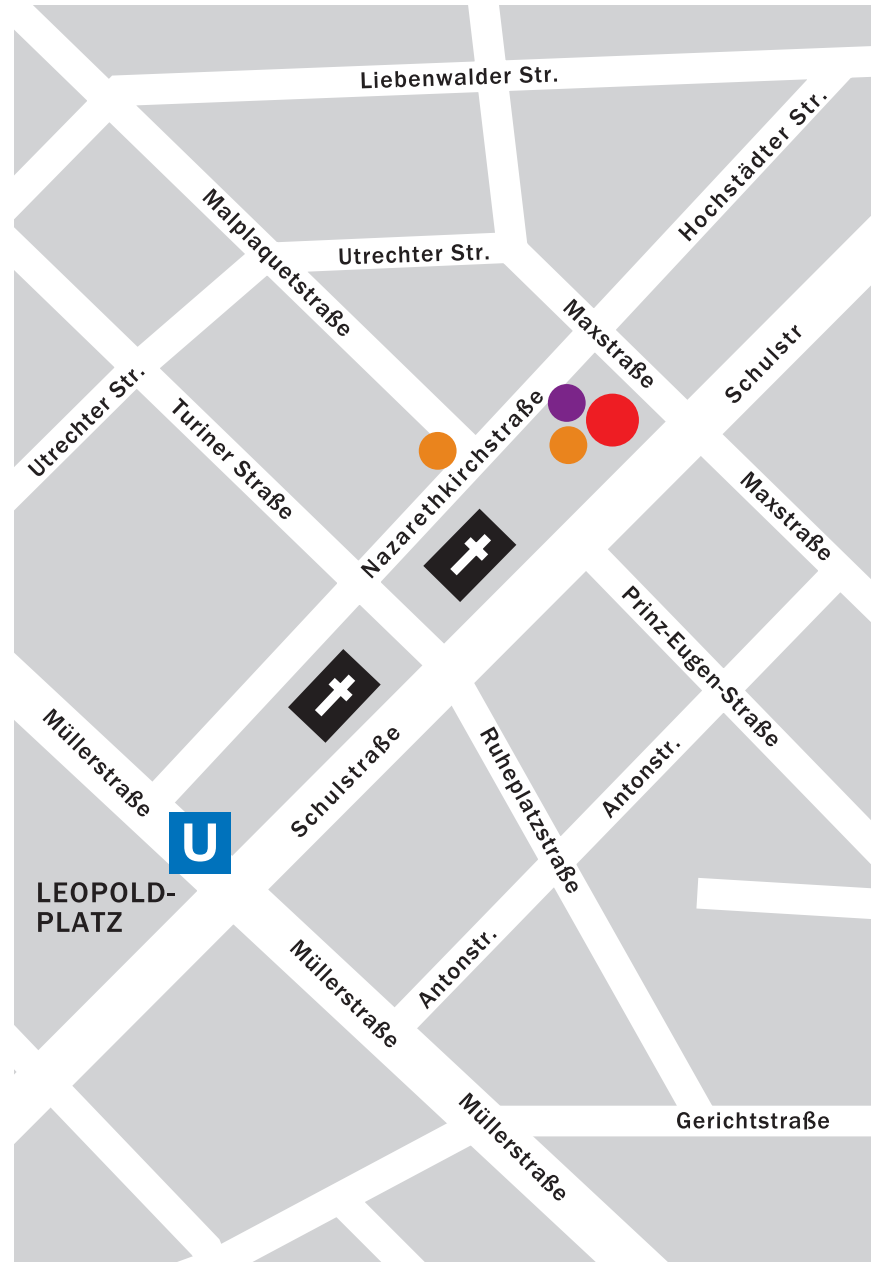 Liebenwalder Str.
Hochstädter Str.
Malplaquetstraße
Utrechter Str.
Maxstraße
Schulstr
Utrechter Str.
Turiner Straße
Nazarethkirchstraße
Maxstraße
Prinz-Eugen-Straße
Müllerstraße
Schulstraße
Ruheplatzstraße
Antonstr.
U
LEOPOLD-
PLATZ
Müllerstraße
Antonstr.
Müllerstraße
Gerichtstraße